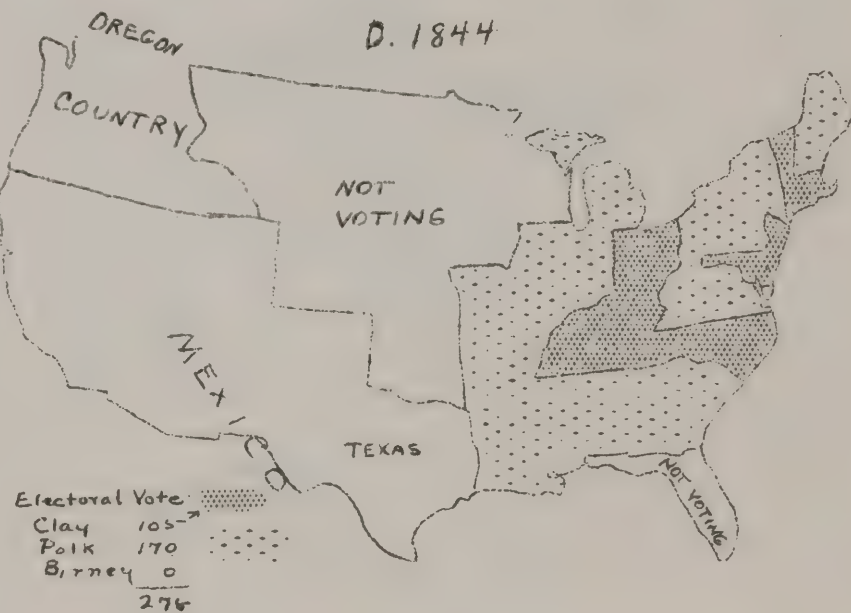 D. 1844
OREGON
COUNTRY
NOT
VOTING
MEXICO
TEXAS
NOT VOTING
Electoral Vote
Clay 105
Polk 170
Birney 0
275